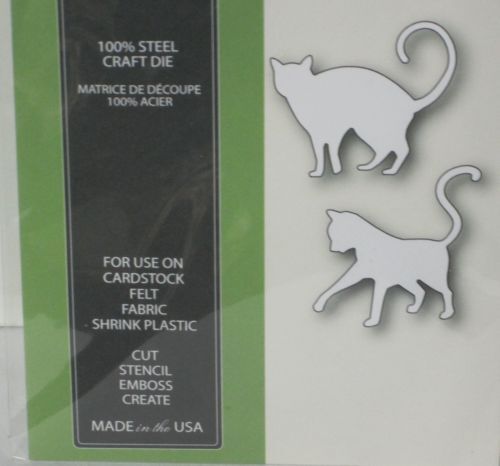 100% STEEL
CRAFT DIE
MATRICE DE DÉCOUPE
100% ACIER
FOR USE ON
CARDSTOCK
FELT
FABRIC
SHRINK PLASTIC
CUT
STENCIL
EMBOSS
CREATE
MADE in the USA